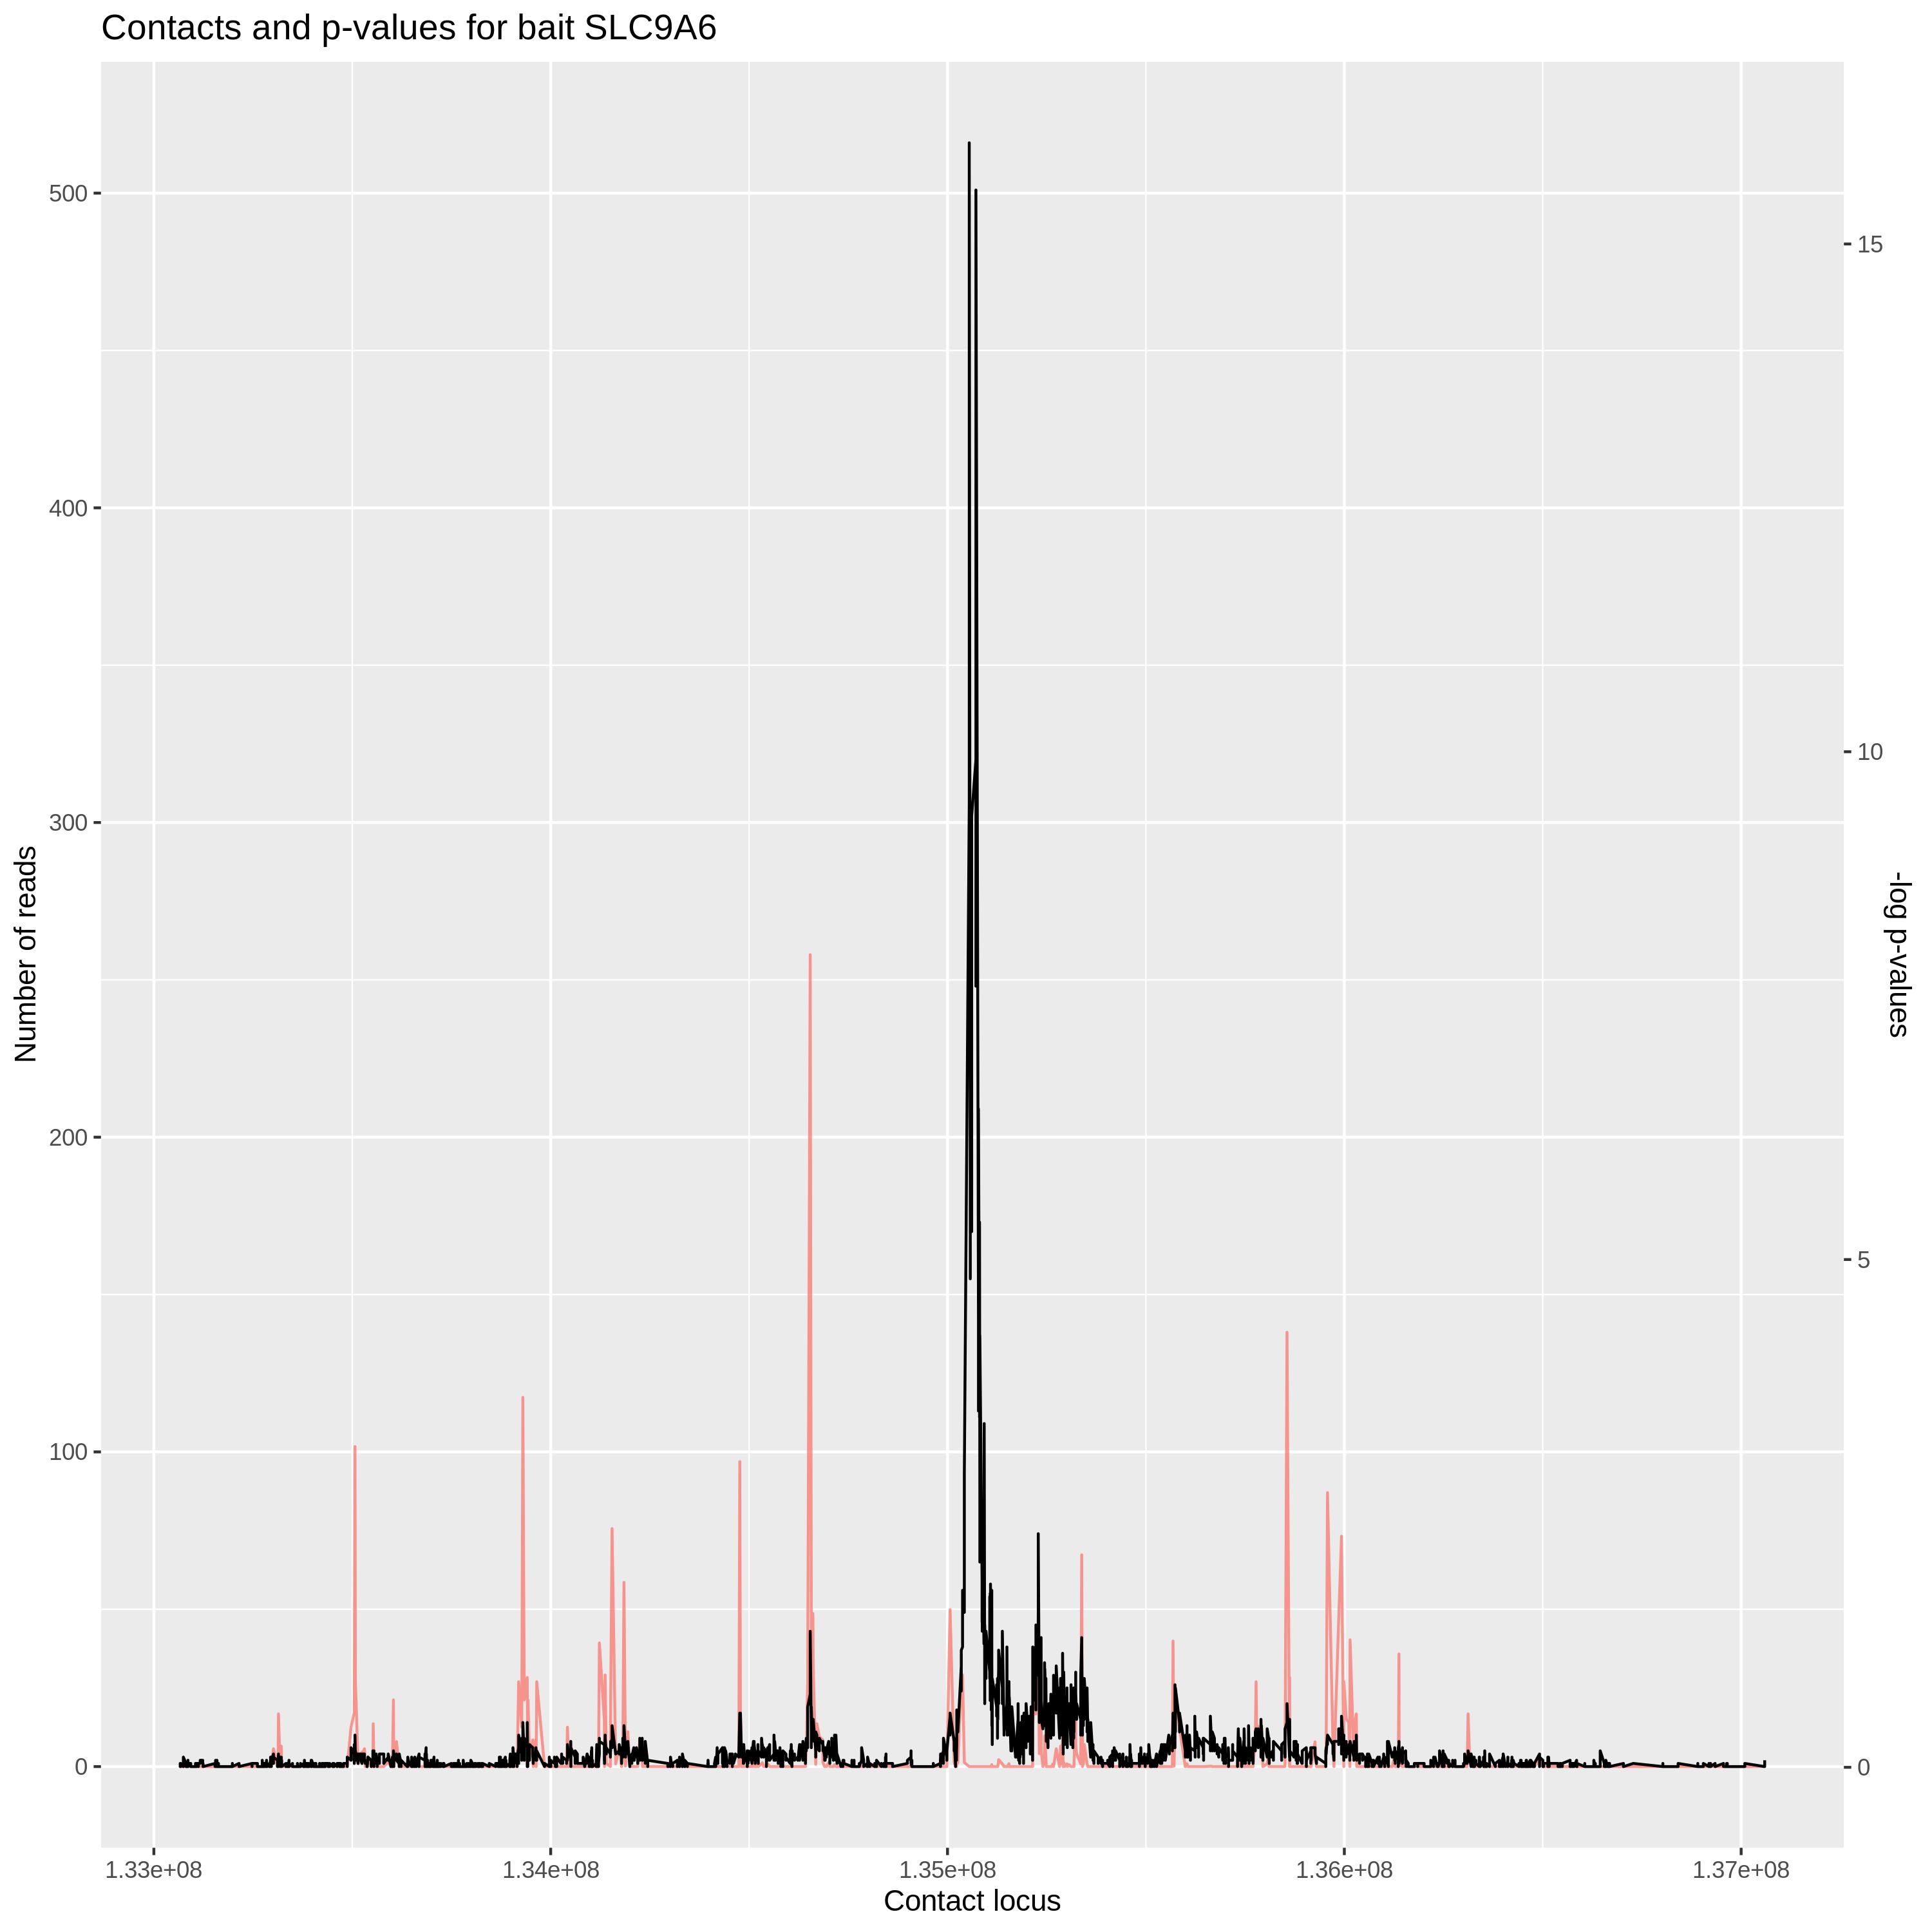 Contacts and p-values for bait SLC9A6
500
400
300
200
100
0
Number of reads
15
10
5
0
-log p-values
1.33e+08 1.34e+08 1.35e+08 1.36e+08 1.37e+08
Contact locus